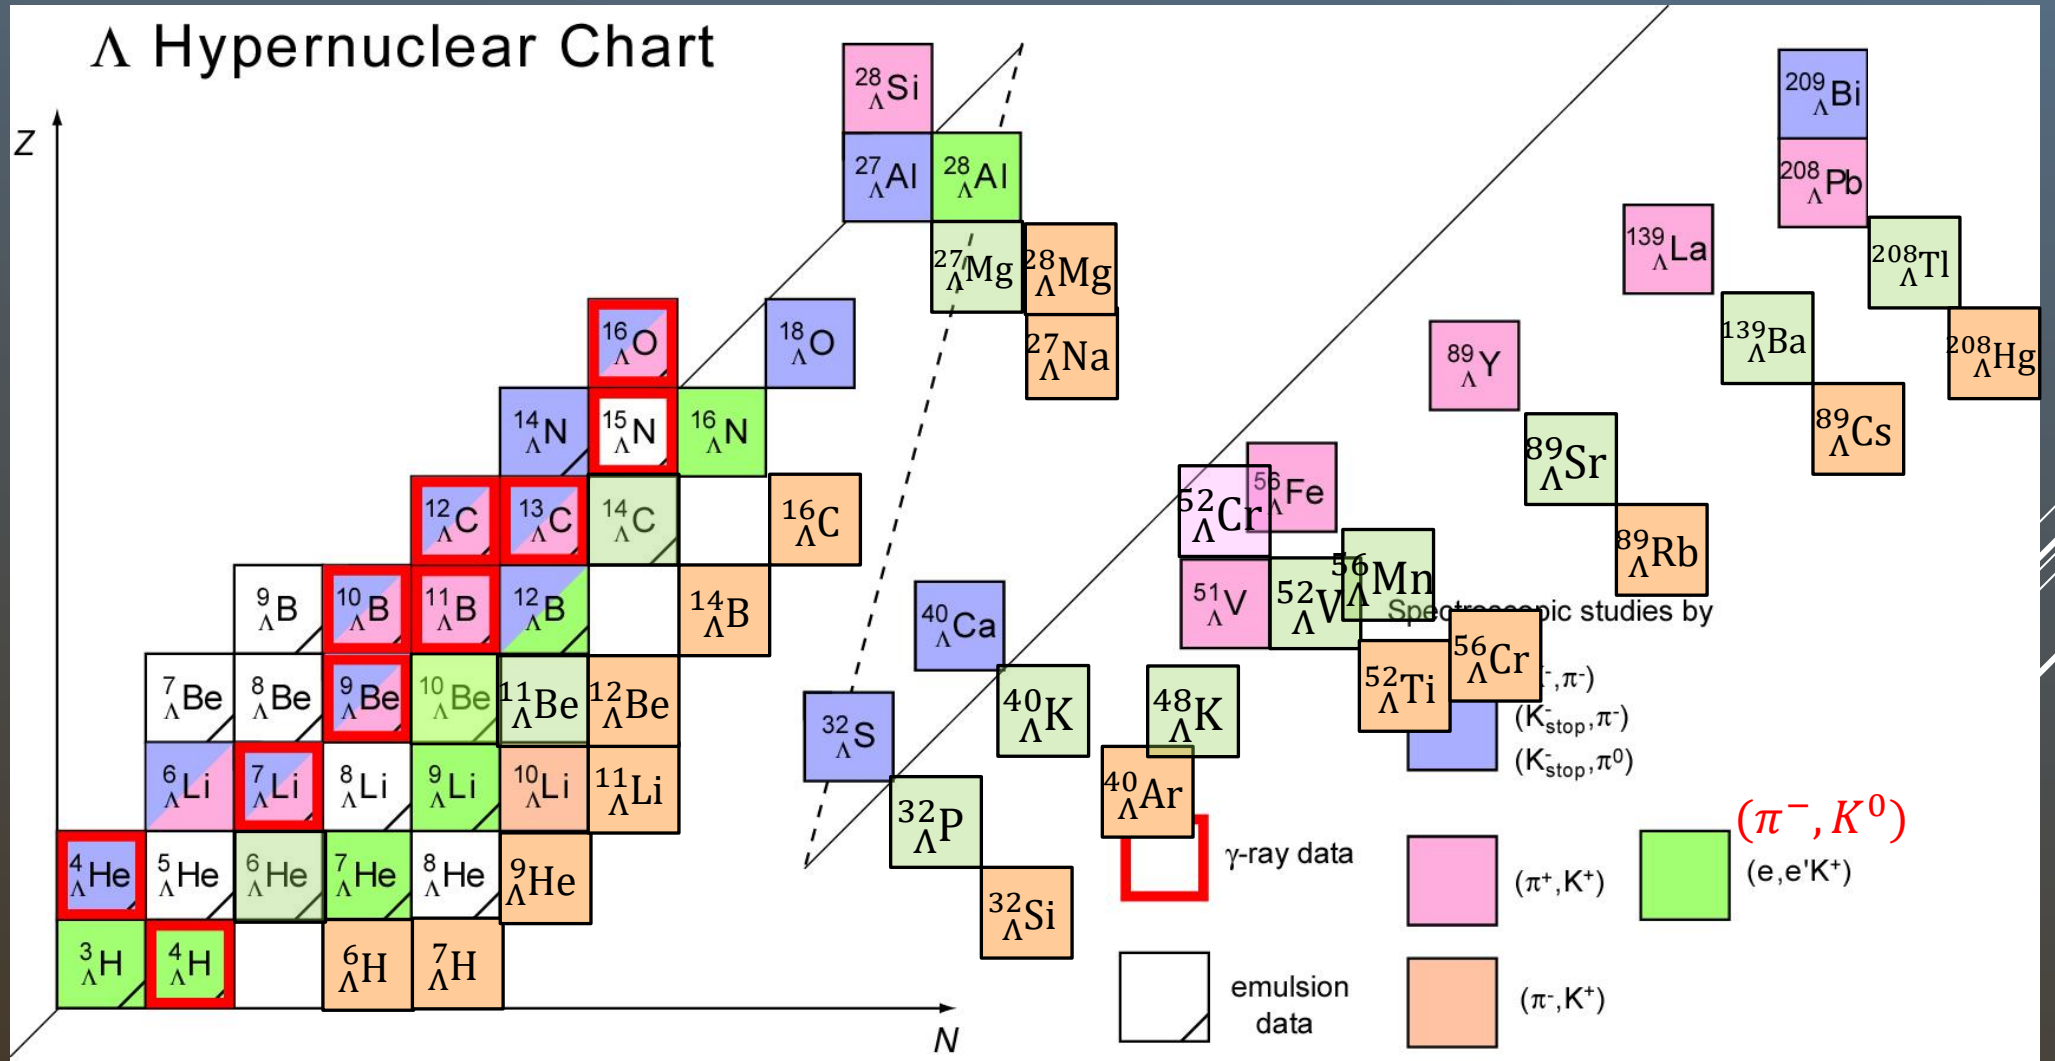 Λ Hypernuclear Chart
Z
²⁸ΛSi
²⁰⁹ΛBi
²⁷ΛAl ²⁸ΛAl
²⁰⁸ΛPb
²⁷ΛMg ²⁸ΛMg
¹³⁹ΛLa
²⁰⁸ΛTl
¹⁶ΛO ¹⁸ΛO
²⁷ΛNa
⁸⁹ΛY
¹³⁹ΛBa
²⁰⁸ΛHg
¹⁴ΛN ¹⁵ΛN ¹⁶ΛN
⁸⁹ΛSr
⁸⁹ΛCs
¹²ΛC ¹³ΛC ¹⁴ΛC ¹⁶ΛC
⁵²ΛCr ⁵⁶ΛFe
⁸⁹ΛRb
⁹ΛB ¹⁰ΛB ¹¹ΛB ¹²ΛB ¹⁴ΛB
⁴⁰ΛCa
⁵¹ΛV ⁵²ΛV ⁵⁶ΛMn
studies by
⁷ΛBe ⁸ΛBe ⁹ΛBe ¹⁰ΛBe ¹¹ΛBe ¹²ΛBe
³²ΛS
⁴⁰ΛK ⁴⁸ΛK
⁵²ΛTi ⁵⁶ΛCr
,π⁻)
(K⁻stop,π⁻)
(K⁻stop,π⁰)
⁶ΛLi ⁷ΛLi ⁸ΛLi ⁹ΛLi ¹⁰ΛLi ¹¹ΛLi
³²ΛP
⁴⁰ΛAr
(π⁻, K⁰)
⁴ΛHe ⁵ΛHe ⁶ΛHe ⁷ΛHe ⁸ΛHe ⁹ΛHe
³²ΛSi
γ-ray data
(π⁺,K⁺)
(e,e'K⁺)
³ΛH ⁴ΛH ⁶ΛH ⁷ΛH
emulsion
data
(π⁻,K⁺)
N